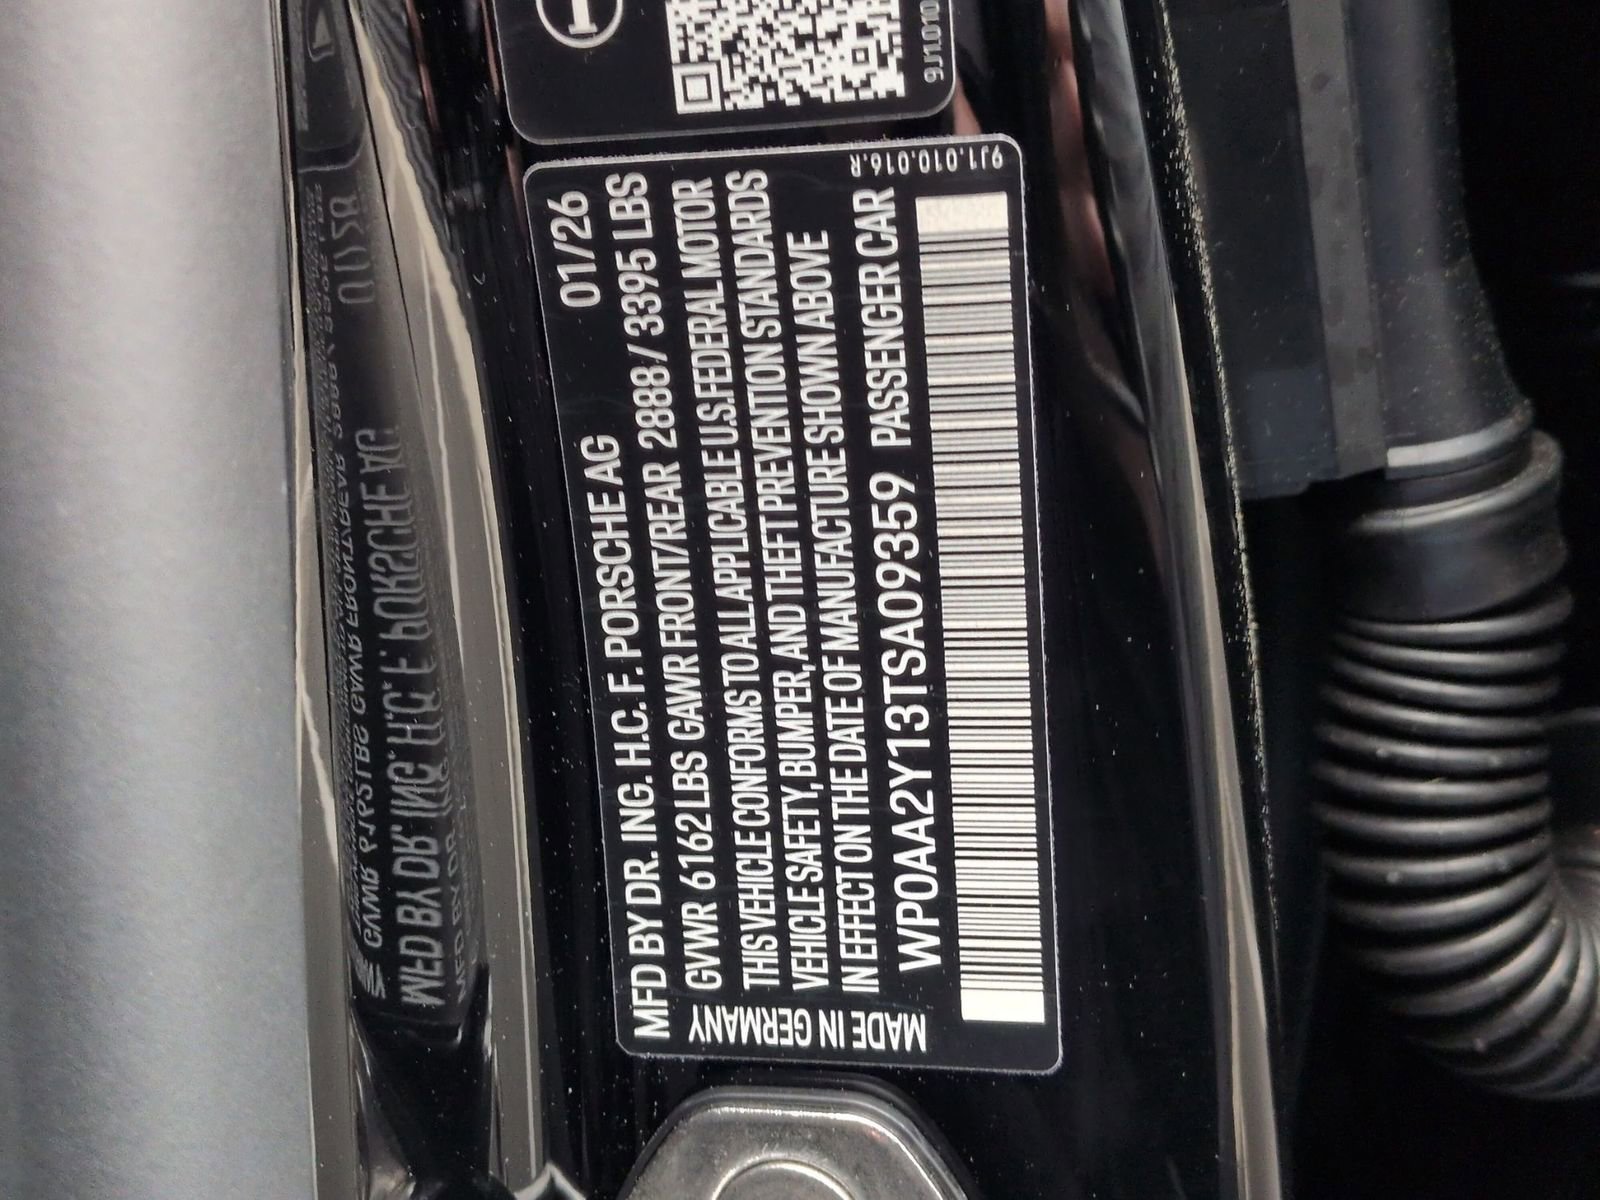 9J1.010
MFD BY DR. ING. H.C. F. PORSCHE AG 01/26
GVWR 6162 LBS GAWR FRONT/REAR 2888 / 3395 LBS
THIS VEHICLE CONFORMS TO ALL APPLICABLE U.S. FEDERAL MOTOR
VEHICLE SAFETY, BUMPER, AND THEFT PREVENTION STANDARDS
IN EFFECT ON THE DATE OF MANUFACTURE SHOWN ABOVE
WP0AA2Y13TSA09359 PASSENGER CAR
MADE IN GERMANY
9J1.010.016.R